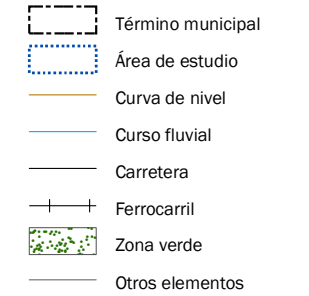 Término municipal
Área de estudio
Curva de nivel
Curso fluvial
Carretera
Ferrocarril
Zona verde
Otros elementos